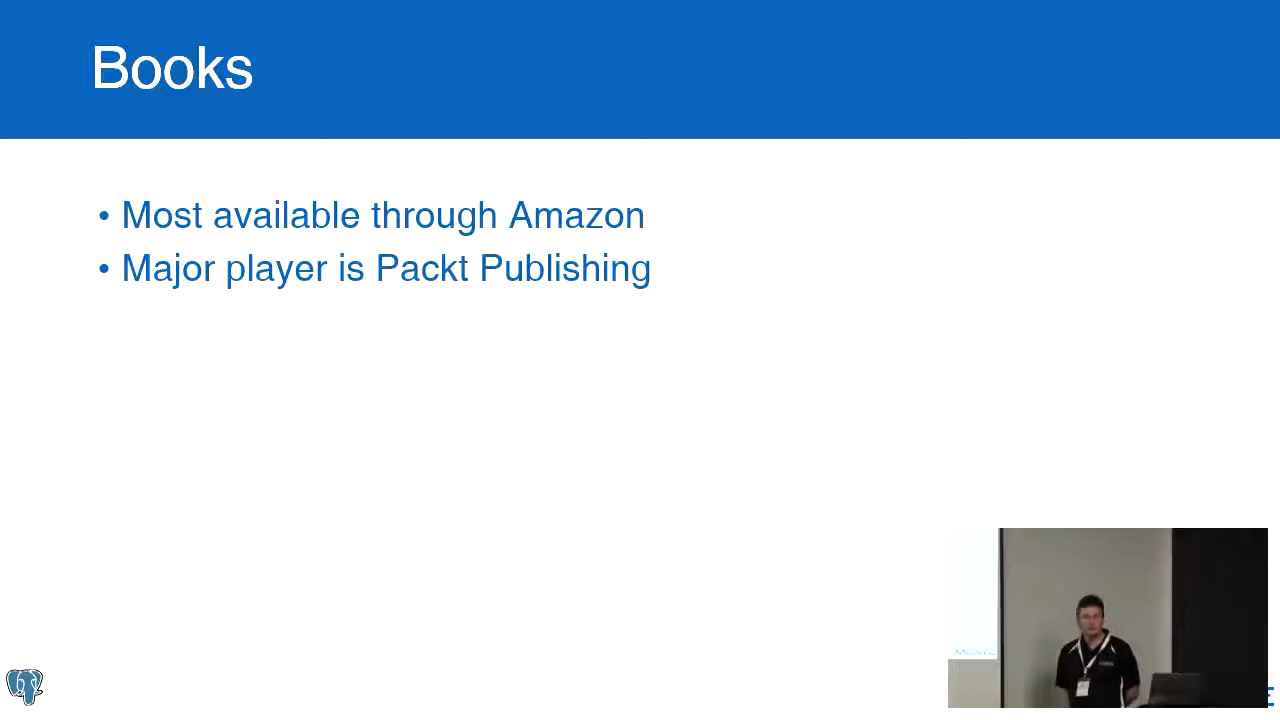 Books
• Most available through Amazon
• Major player is Packt Publishing